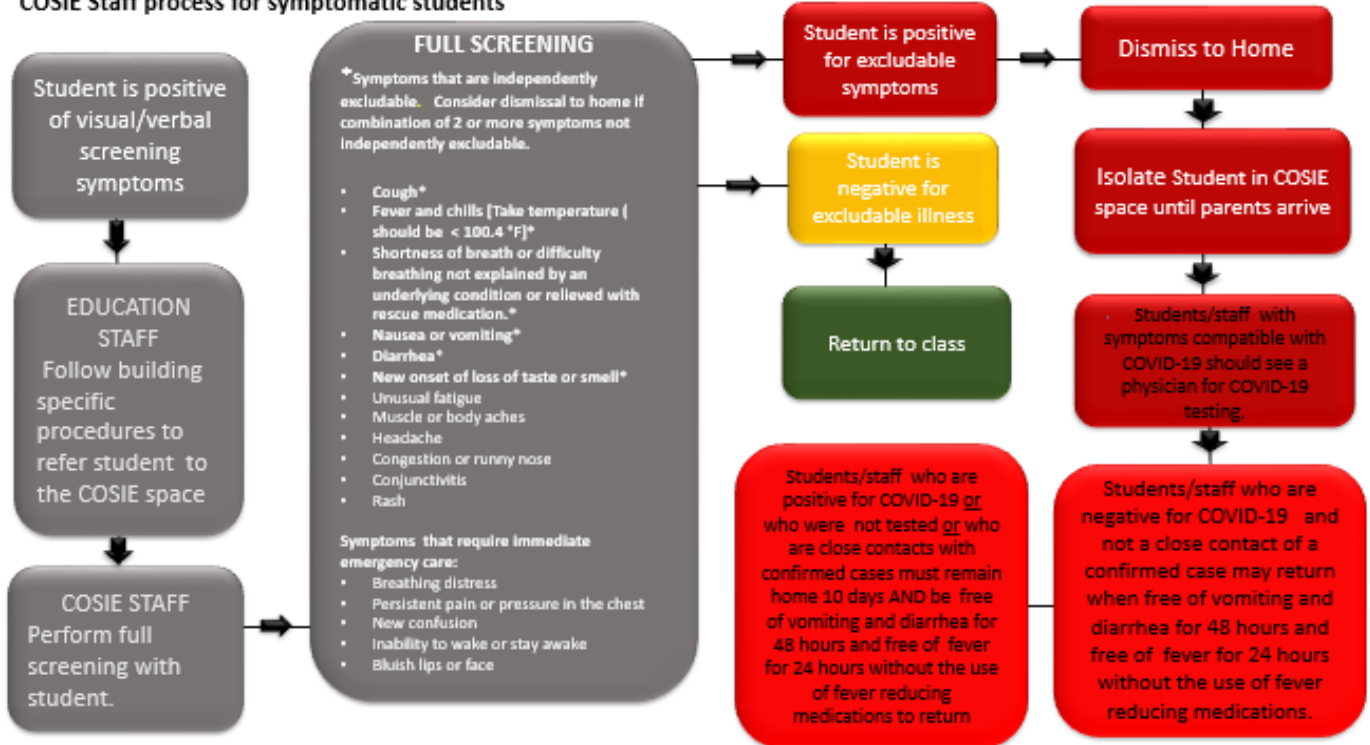 COSIE Staff process for symptomatic students
Student is positive
of visual/verbal
screening
symptoms
EDUCATION
STAFF
Follow building
specific
procedures to
refer student to
the COSIE space
COSIE STAFF
Perform full
screening with
student.
FULL SCREENING
*Symptoms that are independently
excludable. Consider dismissal to home if
combination of 2 or more symptoms not
independently excludable.
• Cough*
• Fever and chills [Take temperature (
should be < 100.4 °F]*
• Shortness of breath or difficulty
breathing not explained by an
underlying condition or relieved with
rescue medication.*
• Nausea or vomiting*
• Diarrhea*
• New onset of loss of taste or smell*
• Unusual fatigue
• Muscle or body aches
• Headache
• Congestion or runny nose
• Conjunctivitis
• Rash
Symptoms that require immediate
emergency care:
• Breathing distress
• Persistent pain or pressure in the chest
• New confusion
• Inability to wake or stay awake
• Bluish lips or face
Student is positive
for excludable
symptoms
Dismiss to Home
Student is
negative for
excludable illness
Return to class
Isolate Student in COSIE
space until parents arrive
Students/staff with
symptoms compatible with
COVID-19 should see a
physician for COVID-19
testing.
Students/staff who are
negative for COVID-19 and
not a close contact of a
confirmed case may return
when free of vomiting and
diarrhea for 48 hours and
free of fever for 24 hours
without the use of fever
reducing medications.
Students/staff who are
positive for COVID-19 or
who were not tested or who
are close contacts with
confirmed cases must remain
home 10 days AND be free
of vomiting and diarrhea for
48 hours and free of fever
for 24 hours without the use
of fever reducing
medications to return